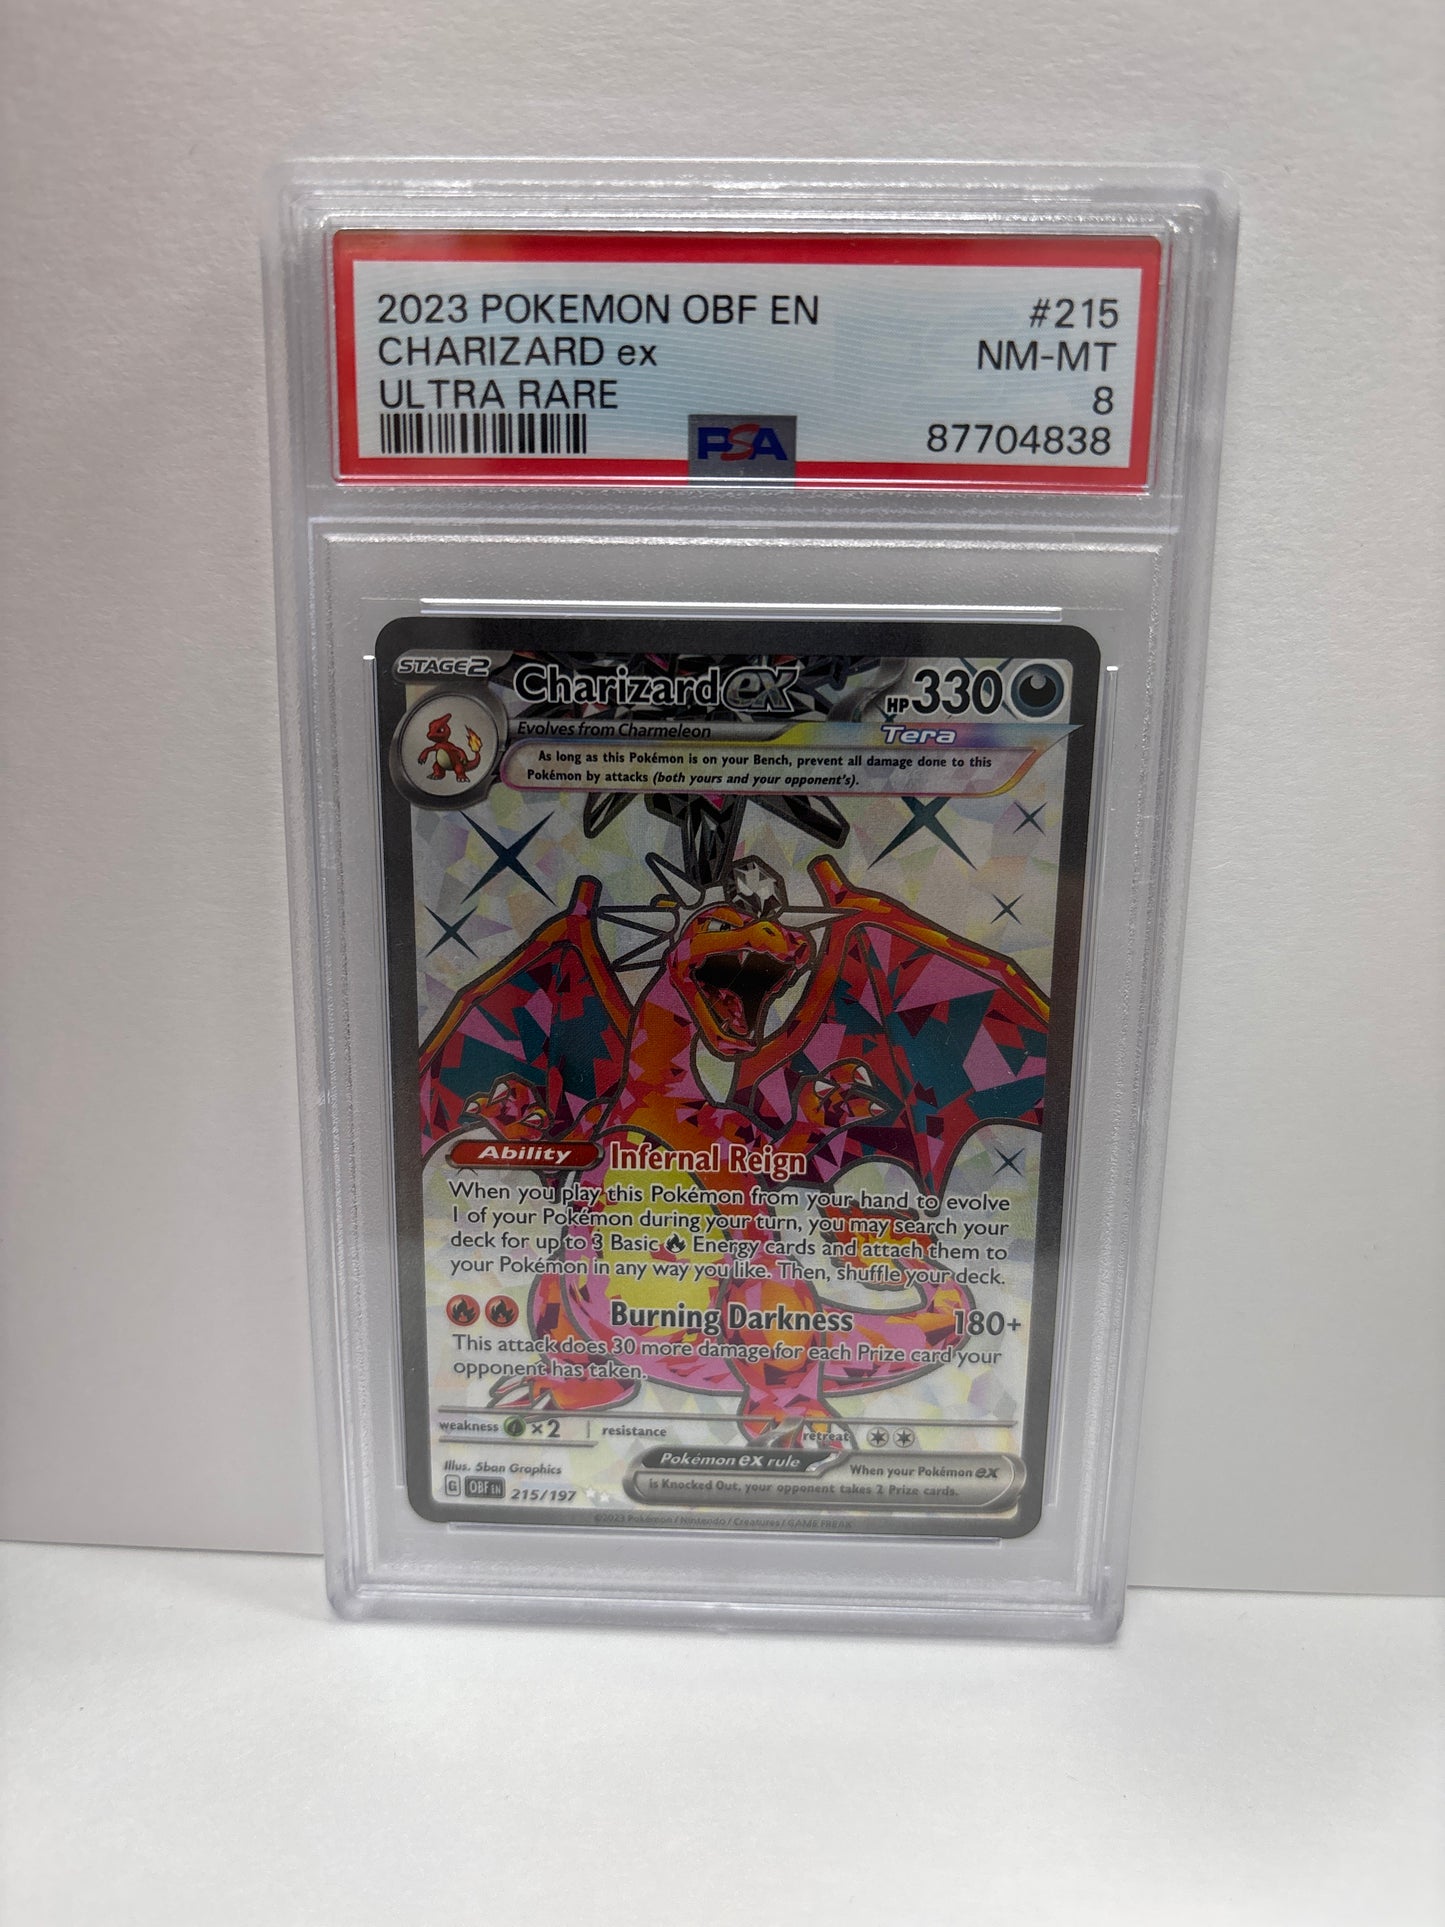 2023 POKEMON OBF EN #215
CHARIZARD ex NM-MT
ULTRA RARE 8
PSA 87704838
STAGE2 Charizard ex HP330
Evolves from Charmeleon Tera
As long as this Pokémon is on your Bench, prevent all damage done to this
Pokémon by attacks (both yours and your opponent's).
Ability Infernal Reign
When you play this Pokémon from your hand to evolve
1 of your Pokémon during your turn, you may search your
deck for up to 3 Basic Energy cards and attach them to
your Pokémon in any way you like. Then, shuffle your deck.
Burning Darkness 180+
This attack does 30 more damage for each Prize card your
opponent has taken.
weakness ×2 resistance retreat
Illus. 5ban Graphics Pokémon ex rule When your Pokémon ex
G OBF EN 215/197 is Knocked Out, your opponent takes 2 Prize cards.
©2023 Pokémon / Nintendo / Creatures / GAME FREAK